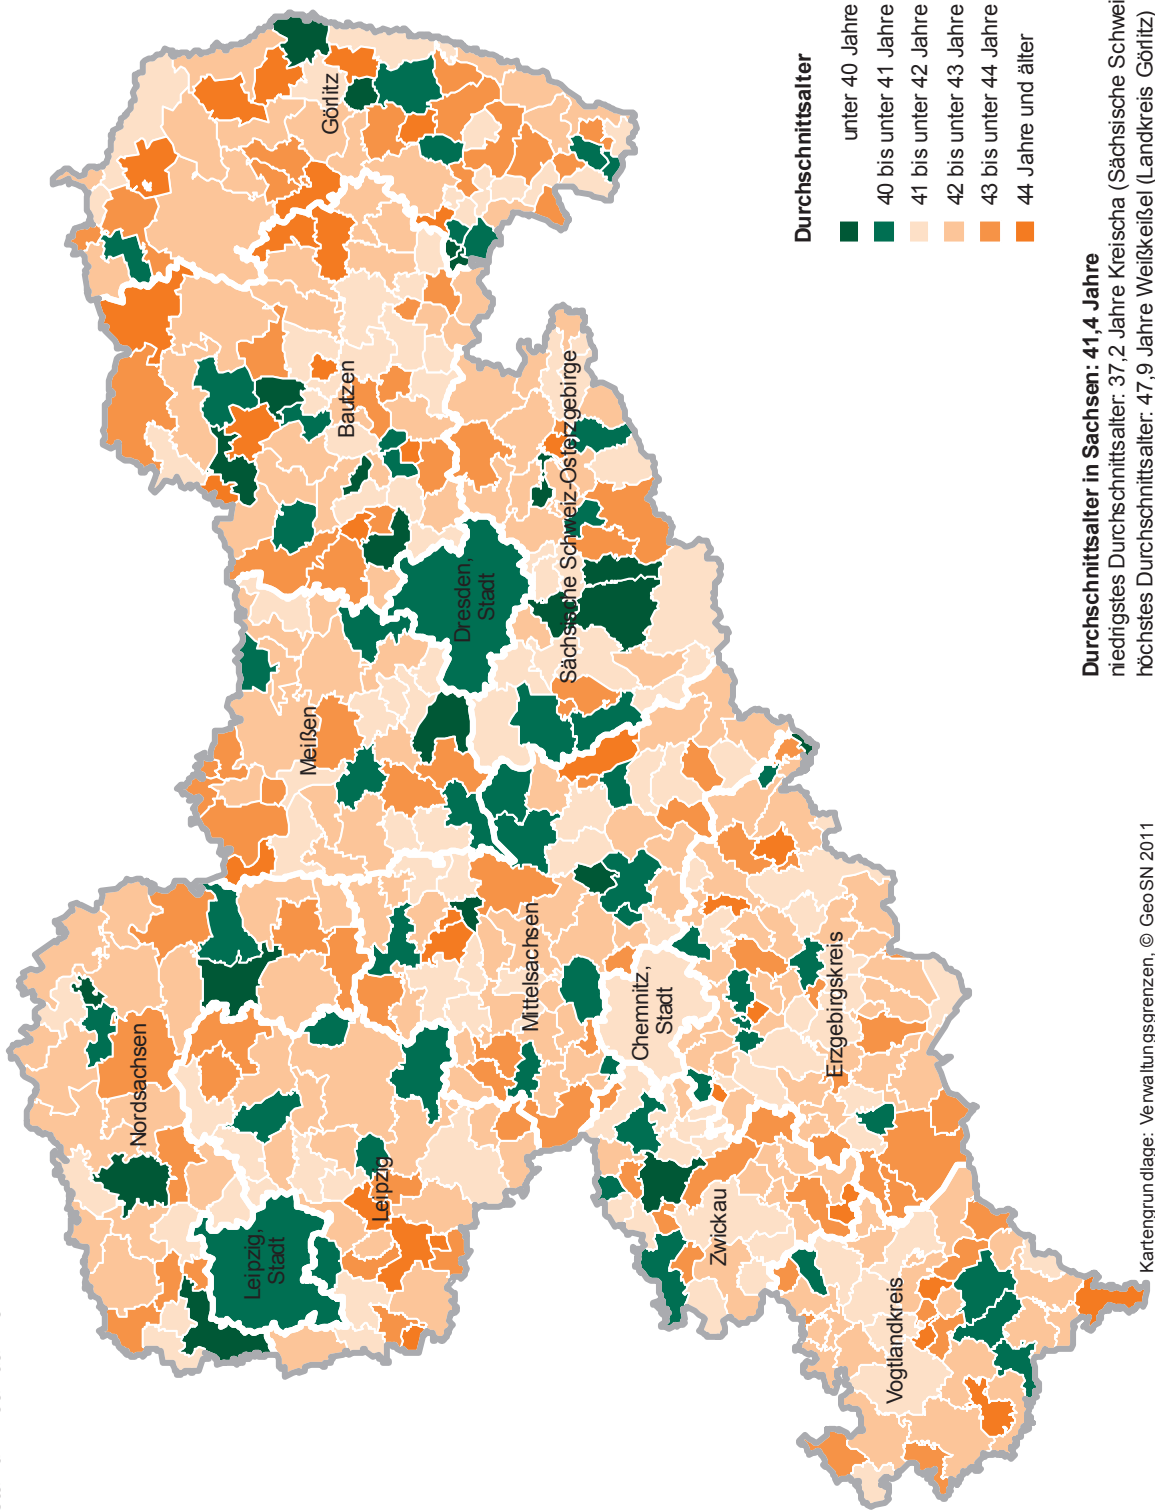 Nordsachsen
Leipzig,
Stadt
Leipzig
Meißen
Bautzen
Görlitz
Dresden,
Stadt
Sächsische Schweiz-Osterzgebirge
Mittelsachsen
Chemnitz,
Stadt
Erzgebirgskreis
Zwickau
Vogtlandkreis
Durchschnittsalter
unter 40 Jahre
40 bis unter 41 Jahre
41 bis unter 42 Jahre
42 bis unter 43 Jahre
43 bis unter 44 Jahre
44 Jahre und älter
Durchschnittsalter in Sachsen: 41,4 Jahre
niedrigstes Durchschnittsalter: 37,2 Jahre Kreischa (Sächsische Schwei
höchstes Durchschnittsalter: 47,9 Jahre Weißkeißel (Landkreis Görlitz)
Kartengrundlage: Verwaltungsgrenzen, © GeoSN 2011